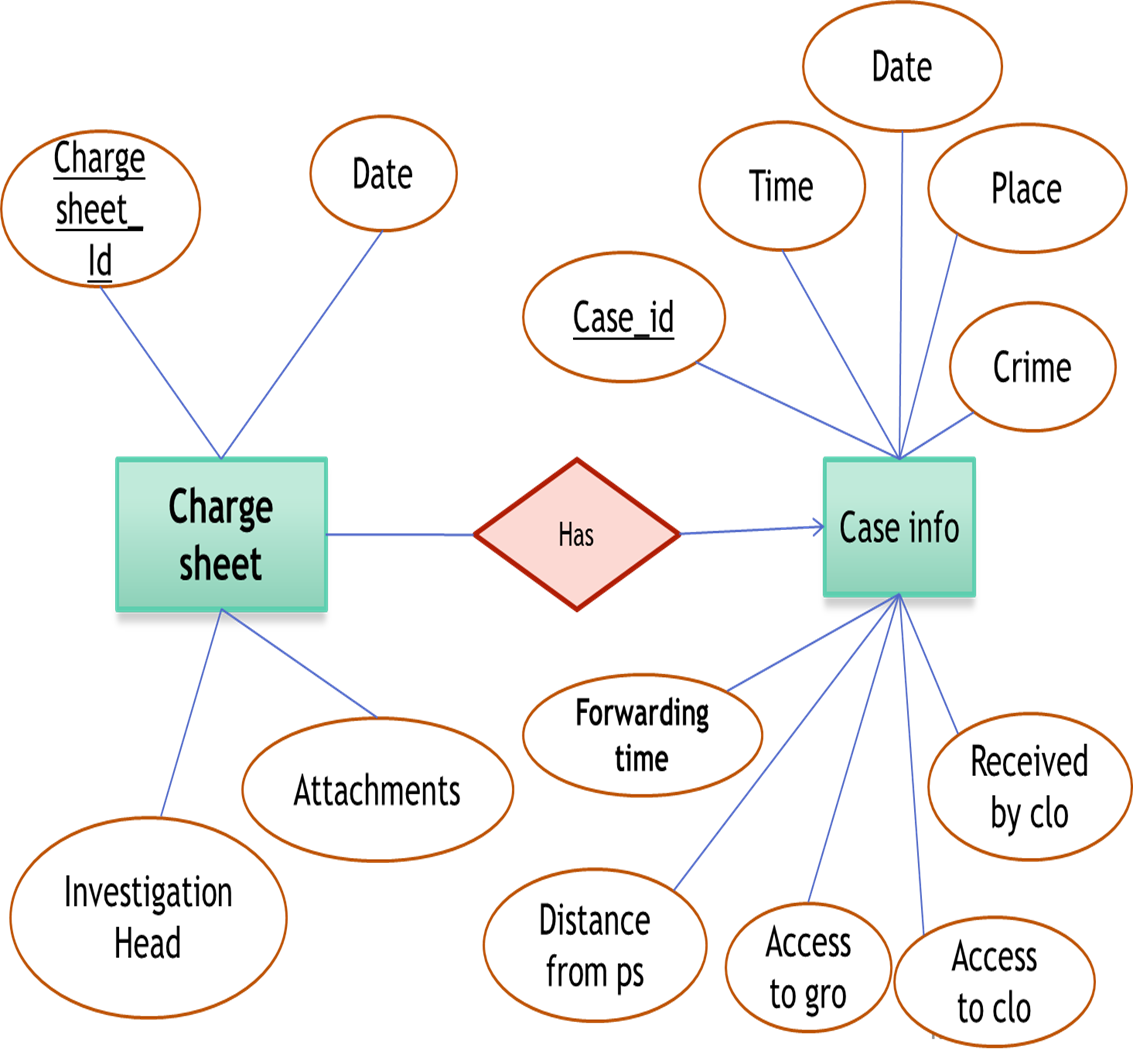 Date
Charge
sheet_
Id
Date
Time
Place
Case_id
Crime
Charge
sheet
Has
Case info
Forwarding
time
Received
by clo
Attachments
Investigation
Head
Distance
from ps
Access
to gro
Access
to clo